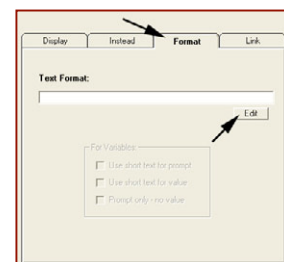 Display Instead Format Link
Text Format:
Edit
For Variables:
Use short text for prompt
Use short text for value
Prompt only - no value